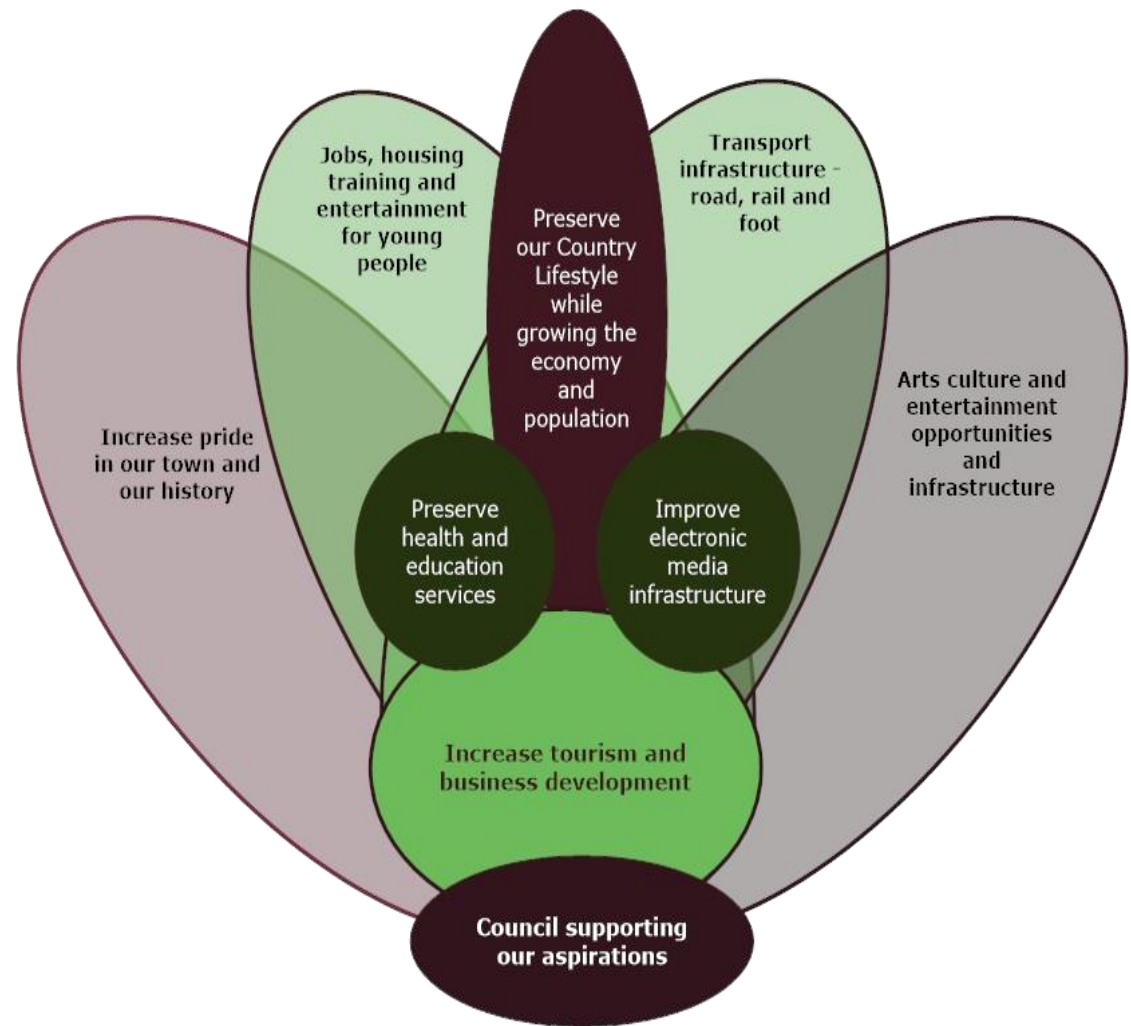 Jobs, housing
training and
entertainment
for young
people
Preserve
our Country
Lifestyle
while
growing the
economy
and
population
Transport
infrastructure -
road, rail and
foot
Increase pride
in our town and
our history
Arts culture and
entertainment
opportunities
and
infrastructure
Preserve
health and
education
services
Improve
electronic
media
infrastructure
Increase tourism and
business development
Council supporting
our aspirations